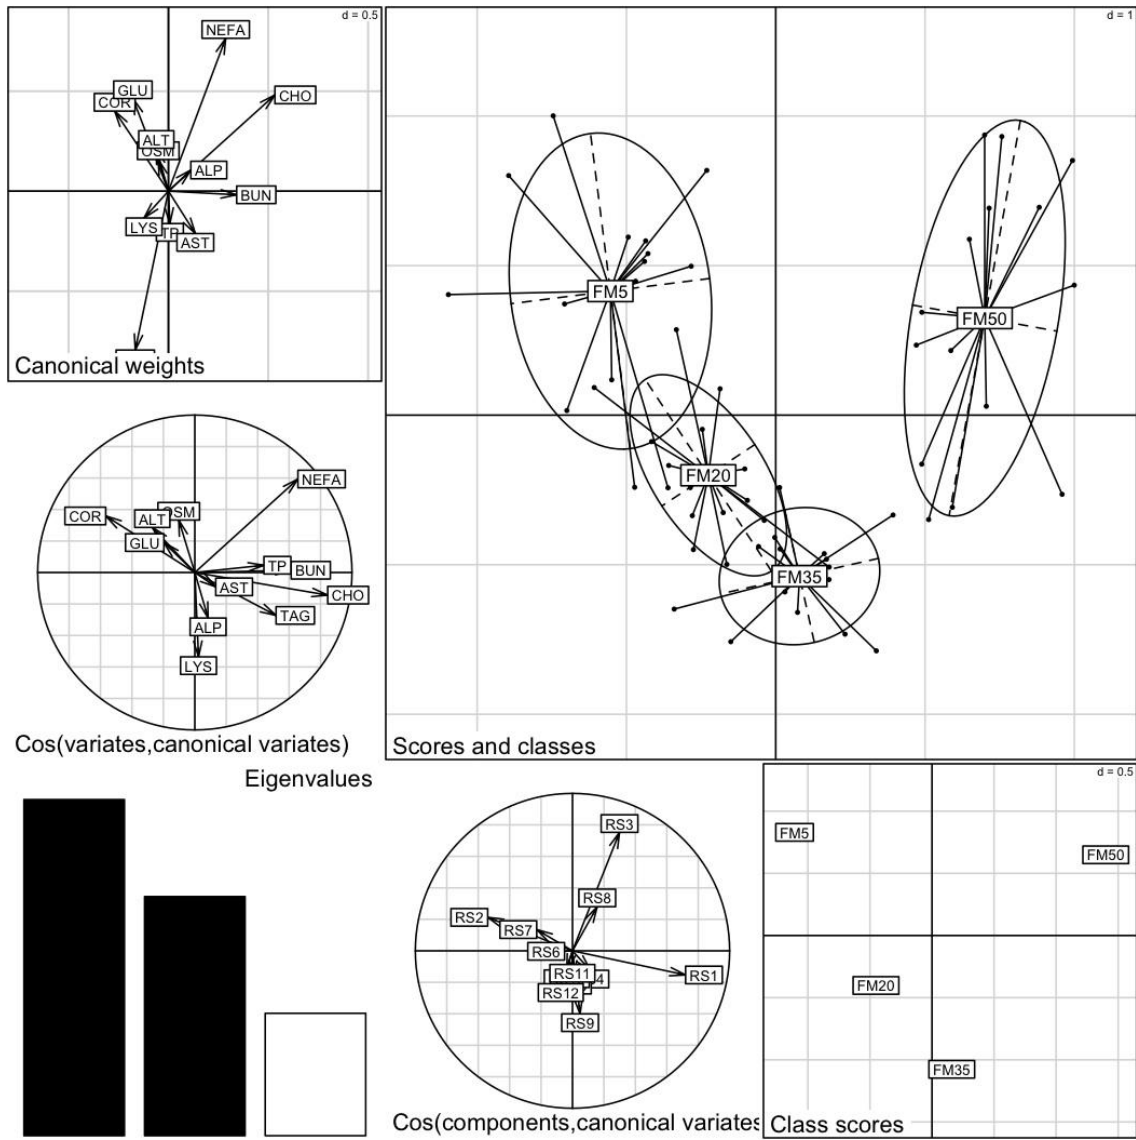 d = 0.5
NEFA
GLU
CHO
COR
ALT
OSM
ALP
BUN
LYS
TP
AST
Canonical weights
d = 1
FM5
FM50
FM20
FM35
Scores and classes
NEFA
COR
OSM
ALT
GLU
TP
BUN
AST
CHO
TAG
ALP
LYS
Cos(variates,canonical variates)
Eigenvalues
RS3
RS8
RS2
RS7
RS6
RS11
4
RS1
RS12
RS9
Cos(components,canonical variates
d = 0.5
FM5
FM50
FM20
FM35
Class scores